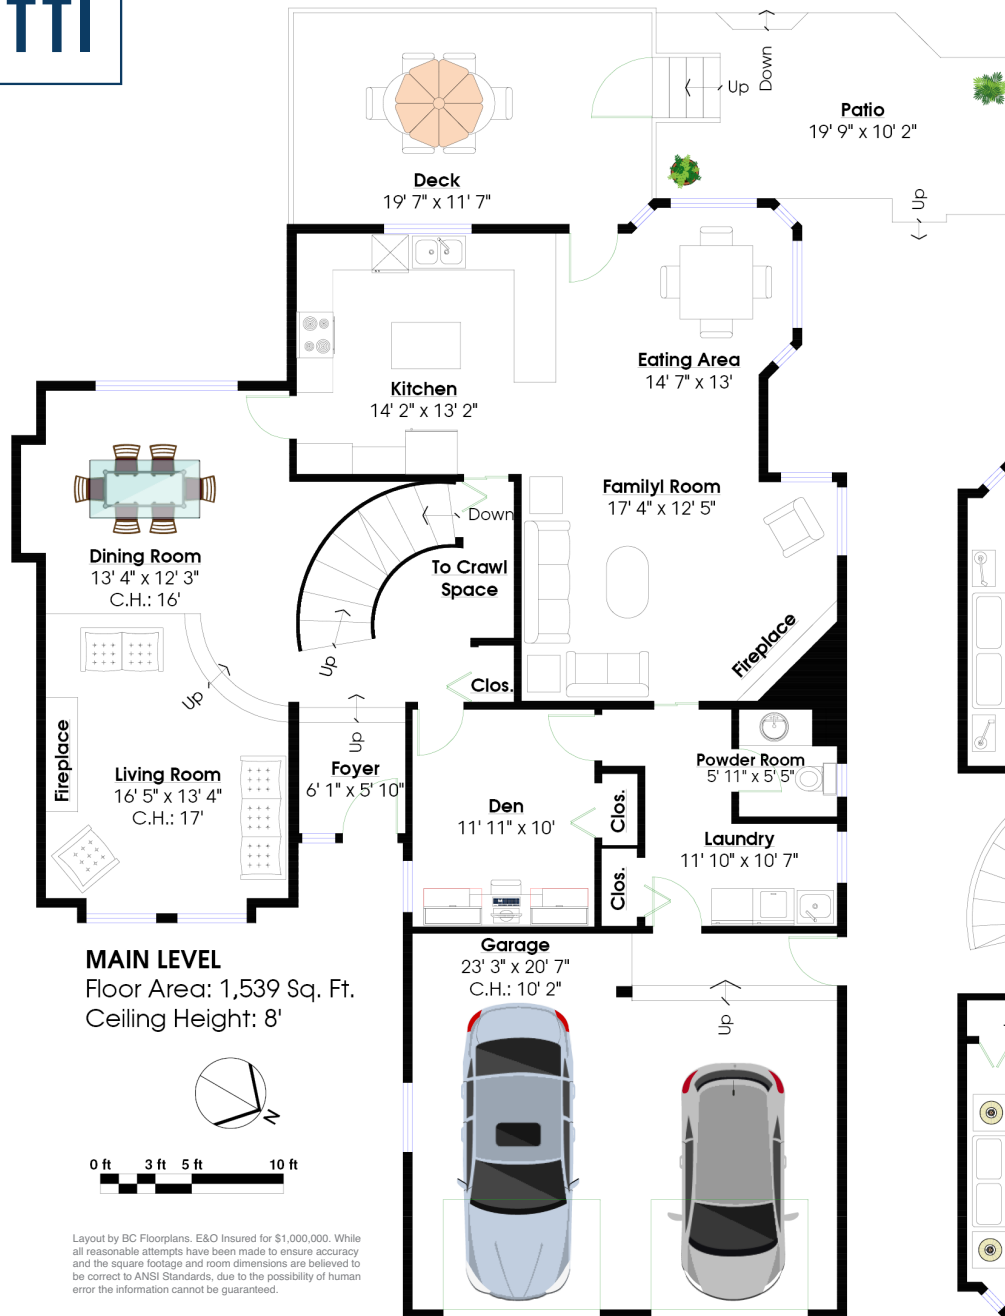 TTI
Up
Down
Patio
19' 9" x 10' 2"
Up
Deck
19' 7" x 11' 7"
Eating Area
14' 7" x 13'
Kitchen
14' 2" x 13' 2"
Familyl Room
17' 4" x 12' 5"
Down
To Crawl
Space
Dining Room
13' 4" x 12' 3"
C.H.: 16'
Up
Up
Fireplace
Clos.
Up
Fireplace
Living Room
16' 5" x 13' 4"
C.H.: 17'
Foyer
6' 1" x 5' 10"
Den
11' 11" x 10'
Clos.
Clos.
Powder Room
5' 11" x 5' 5"
Laundry
11' 10" x 10' 7"
Garage
23' 3" x 20' 7"
C.H.: 10' 2"
Up
MAIN LEVEL
Floor Area: 1,539 Sq. Ft.
Ceiling Height: 8'
N
0 ft 3 ft 5 ft 10 ft
Layout by BC Floorplans. E&O Insured for $1,000,000. While
all reasonable attempts have been made to ensure accuracy
and the square footage and room dimensions are believed to
be correct to ANSI Standards, due to the possibility of human
error the information cannot be guaranteed.